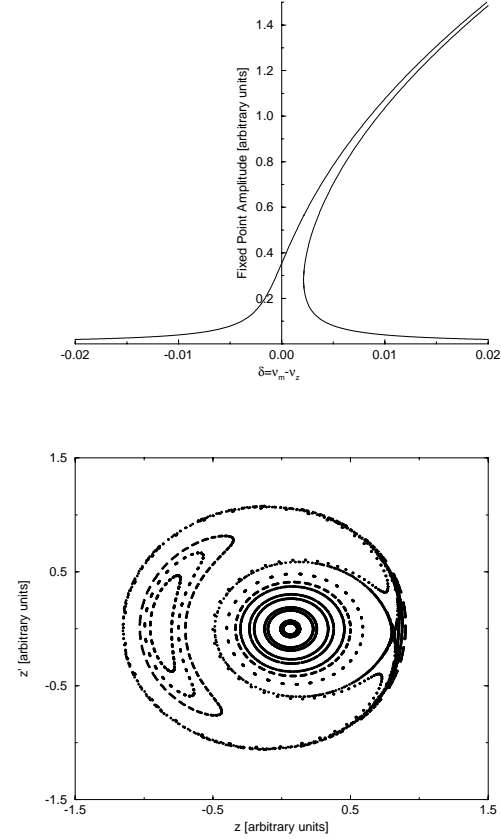 Fixed Point Amplitude [arbitrary units]
1.4
1.2
1.0
0.8
0.6
0.4
0.2
-0.02 -0.01 0.00 0.01 0.02
δ=νm-νz
z' [arbitrary units]
1.5
0.5
-0.5
-1.5
-1.5 -0.5 0.5 1.5
z [arbitrary units]